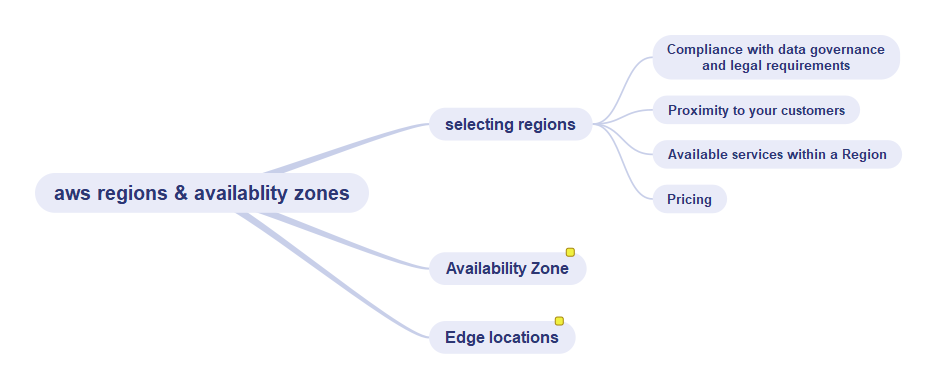 aws regions & availablity zones
selecting regions
Compliance with data governance
and legal requirements
Proximity to your customers
Available services within a Region
Pricing
Availability Zone
Edge locations